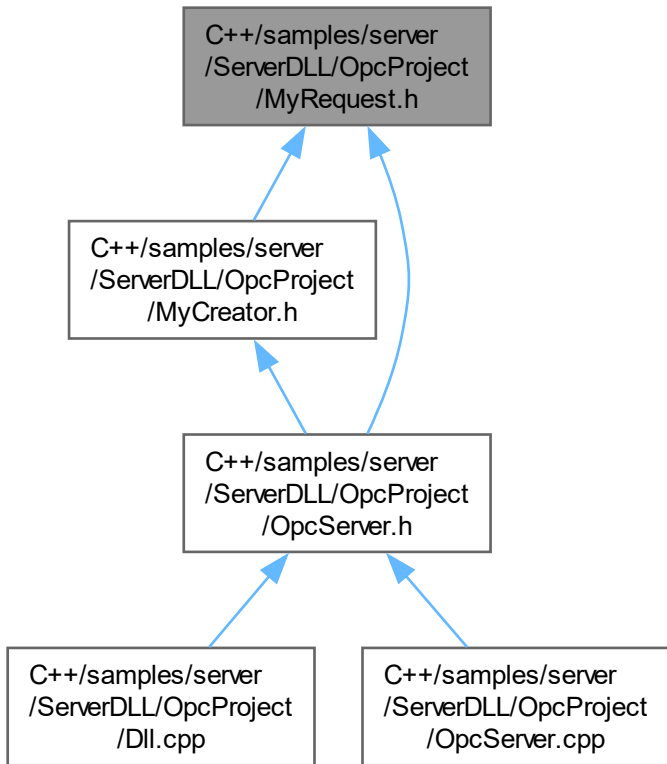 C++/samples/server
/ServerDLL/OpcProject
/MyRequest.h
C++/samples/server
/ServerDLL/OpcProject
/MyCreator.h
C++/samples/server
/ServerDLL/OpcProject
/OpcServer.h
C++/samples/server
/ServerDLL/OpcProject
/Dll.cpp
C++/samples/server
/ServerDLL/OpcProject
/OpcServer.cpp